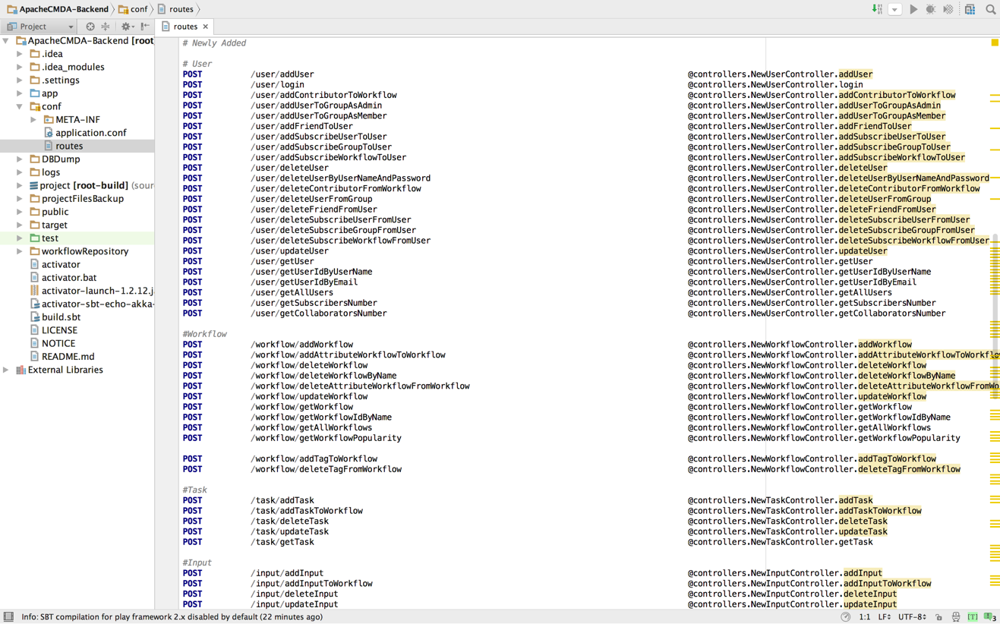 ApacheCMDA-Backend conf routes
Project
routes
ApacheCMDA-Backend [root
.idea
.idea_modules
.settings
app
conf
META-INF
application.conf
routes
DBDump
logs
project [root-build] (sour
projectFilesBackup
public
target
test
workflowRepository
activator
activator.bat
activator-launch-1.2.12.j
activator-sbt-echo-akka-
build.sbt
LICENSE
NOTICE
README.md
External Libraries
# Newly Added
# User
POST /user/addUser @controllers.NewUserController.addUser
POST /user/login @controllers.NewUserController.login
POST /user/addContributorToWorkflow @controllers.NewUserController.addContributorToWorkflow
POST /user/addUserToGroupAsAdmin @controllers.NewUserController.addUserToGroupAsAdmin
POST /user/addUserToGroupAsMember @controllers.NewUserController.addUserToGroupAsMember
POST /user/addFriendToUser @controllers.NewUserController.addFriendToUser
POST /user/addSubscribeUserToUser @controllers.NewUserController.addSubscribeUserToUser
POST /user/addSubscribeGroupToUser @controllers.NewUserController.addSubscribeGroupToUser
POST /user/addSubscribeWorkflowToUser @controllers.NewUserController.addSubscribeWorkflowToUser
POST /user/deleteUser @controllers.NewUserController.deleteUser
POST /user/deleteUserByUserNameAndPassword @controllers.NewUserController.deleteUserByUserNameAndPassword
POST /user/deleteContributorFromWorkflow @controllers.NewUserController.deleteContributorFromWorkflow
POST /user/deleteUserFromGroup @controllers.NewUserController.deleteUserFromGroup
POST /user/deleteFriendFromUser @controllers.NewUserController.deleteFriendFromUser
POST /user/deleteSubscribeUserFromUser @controllers.NewUserController.deleteSubscribeUserFromUser
POST /user/deleteSubscribeGroupFromUser @controllers.NewUserController.deleteSubscribeGroupFromUser
POST /user/deleteSubscribeWorkflowFromUser @controllers.NewUserController.deleteSubscribeWorkflowFromUser
POST /user/updateUser @controllers.NewUserController.updateUser
POST /user/getUser @controllers.NewUserController.getUser
POST /user/getUserIdByUserName @controllers.NewUserController.getUserIdByUserName
POST /user/getUserIdByEmail @controllers.NewUserController.getUserIdByEmail
POST /user/getAllUsers @controllers.NewUserController.getAllUsers
POST /user/getSubscribersNumber @controllers.NewUserController.getSubscribersNumber
POST /user/getCollaboratorsNumber @controllers.NewUserController.getCollaboratorsNumber
#Workflow
POST /workflow/addWorkflow @controllers.NewWorkflowController.addWorkflow
POST /workflow/addAttributeWorkflowToWorkflow @controllers.NewWorkflowController.addAttributeWorkflowToWorkflow
POST /workflow/deleteWorkflow @controllers.NewWorkflowController.deleteWorkflow
POST /workflow/deleteWorkflowByName @controllers.NewWorkflowController.deleteWorkflowByName
POST /workflow/deleteAttributeWorkflowFromWorkflow @controllers.NewWorkflowController.deleteAttributeWorkflowFromWo
POST /workflow/updateWorkflow @controllers.NewWorkflowController.updateWorkflow
POST /workflow/getWorkflow @controllers.NewWorkflowController.getWorkflow
POST /workflow/getWorkflowIdByName @controllers.NewWorkflowController.getWorkflowIdByName
POST /workflow/getAllWorkflows @controllers.NewWorkflowController.getAllWorkflows
POST /workflow/getWorkflowPopularity @controllers.NewWorkflowController.getWorkflowPopularity
POST /workflow/addTagToWorkflow @controllers.NewWorkflowController.addTagToWorkflow
POST /workflow/deleteTagFromWorkflow @controllers.NewWorkflowController.deleteTagFromWorkflow
#Task
POST /task/addTask @controllers.NewTaskController.addTask
POST /task/addTaskToWorkflow @controllers.NewTaskController.addTaskToWorkflow
POST /task/deleteTask @controllers.NewTaskController.deleteTask
POST /task/updateTask @controllers.NewTaskController.updateTask
POST /task/getTask @controllers.NewTaskController.getTask
#Input
POST /input/addInput @controllers.NewInputController.addInput
POST /input/addInputToWorkflow @controllers.NewInputController.addInputToWorkflow
POST /input/deleteInput @controllers.NewInputController.deleteInput
POST /input/updateInput @controllers.NewInputController.updateInput
Info: SBT compilation for play framework 2.x disabled by default (22 minutes ago) 1:1 LF UTF-8 [T] 3